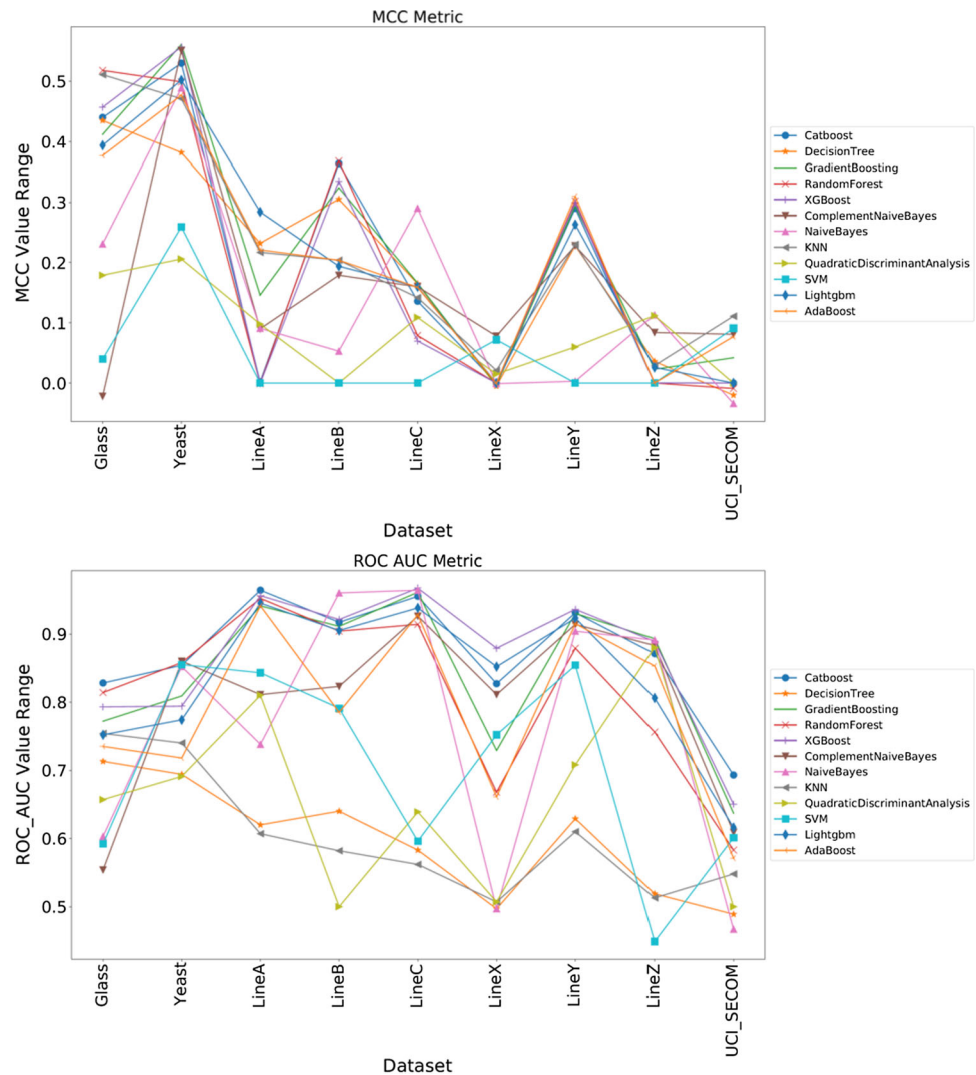 MCC Metric
MCC Value Range
0.5
0.4
0.3
0.2
0.1
0.0
Glass
Yeast
LineA
LineB
LineC
LineX
LineY
LineZ
UCI_SECOM
Dataset
Catboost
DecisionTree
GradientBoosting
RandomForest
XGBoost
ComplementNaiveBayes
NaiveBayes
KNN
QuadraticDiscriminantAnalysis
SVM
Lightgbm
AdaBoost
ROC AUC Metric
ROC_AUC Value Range
0.9
0.8
0.7
0.6
0.5
Glass
Yeast
LineA
LineB
LineC
LineX
LineY
LineZ
UCI_SECOM
Dataset
Catboost
DecisionTree
GradientBoosting
RandomForest
XGBoost
ComplementNaiveBayes
NaiveBayes
KNN
QuadraticDiscriminantAnalysis
SVM
Lightgbm
AdaBoost